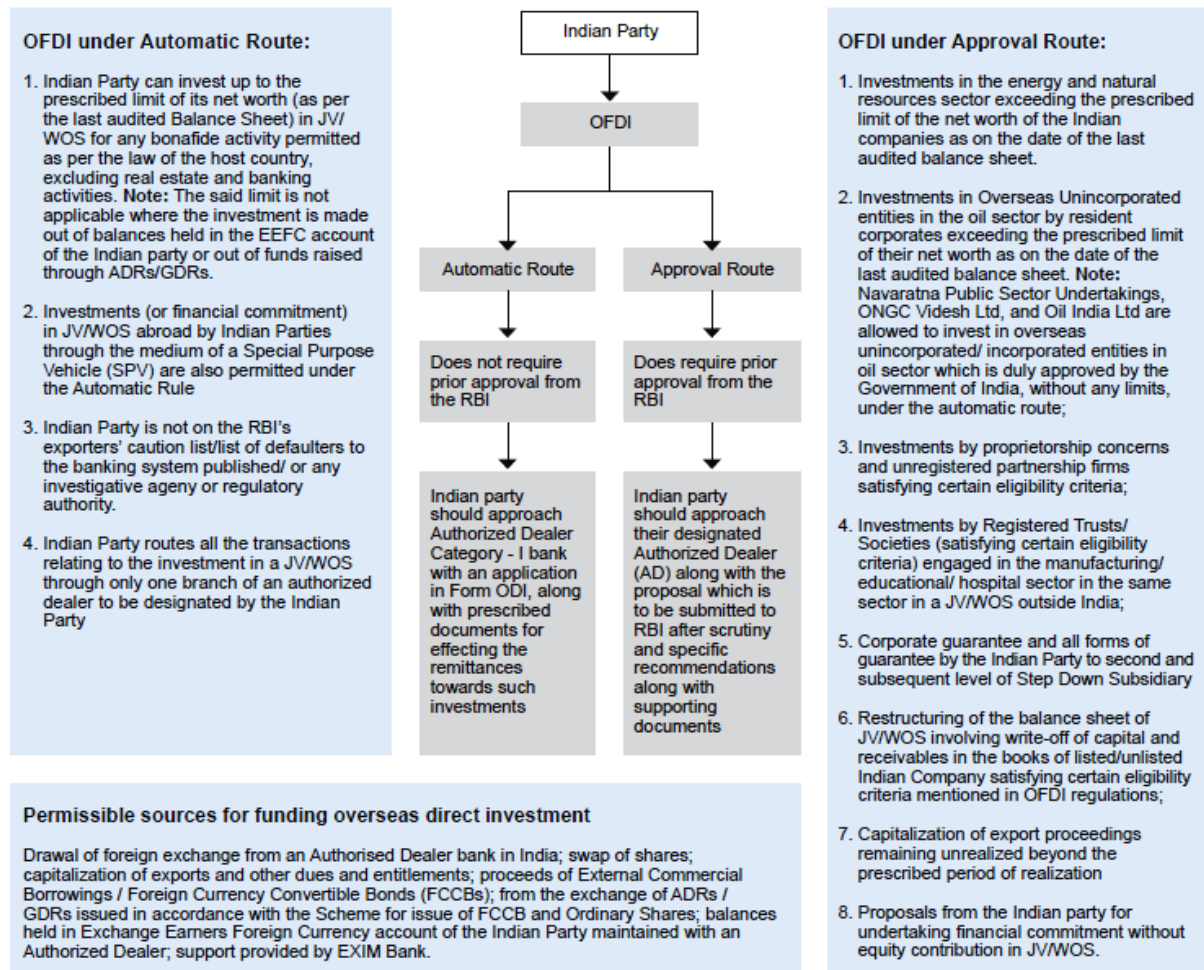 OFDI under Automatic Route:
1. Indian Party can invest up to the
prescribed limit of its net worth (as per
the last audited Balance Sheet) in JV/
WOS for any bonafide activity permitted
as per the law of the host country,
excluding real estate and banking
activities. Note: The said limit is not
applicable where the investment is made
out of balances held in the EEFC account
of the Indian party or out of funds raised
through ADRs/GDRs.
2. Investments (or financial commitment)
in JV/WOS abroad by Indian Parties
through the medium of a Special Purpose
Vehicle (SPV) are also permitted under
the Automatic Rule
3. Indian Party is not on the RBI's
exporters' caution list/list of defaulters to
the banking system published/ or any
investigative ageny or regulatory
authority.
4. Indian Party routes all the transactions
relating to the investment in a JV/WOS
through only one branch of an authorized
dealer to be designated by the Indian
Party
Indian Party
OFDI
Automatic Route
Approval Route
Does not require
prior approval from
the RBI
Does require prior
approval from the
RBI
Indian party
should approach
Authorized Dealer
Category - I bank
with an application
in Form ODI, along
with prescribed
documents for
effecting the
remittances
towards such
investments
Indian party
should approach
their designated
Authorized Dealer
(AD) along with the
proposal which is
to be submitted to
RBI after scrutiny
and specific
recommendations
along with
supporting
documents
OFDI under Approval Route:
1. Investments in the energy and natural
resources sector exceeding the prescribed
limit of the net worth of the Indian
companies as on the date of the last
audited balance sheet.
2. Investments in Overseas Unincorporated
entities in the oil sector by resident
corporates exceeding the prescribed limit
of their net worth as on the date of the
last audited balance sheet. Note:
Navaratna Public Sector Undertakings,
ONGC Videsh Ltd, and Oil India Ltd are
allowed to invest in overseas
unincorporated/ incorporated entities in
oil sector which is duly approved by the
Government of India, without any limits,
under the automatic route;
3. Investments by proprietorship concerns
and unregistered partnership firms
satisfying certain eligibility criteria;
4. Investments by Registered Trusts/
Societies (satisfying certain eligibility
criteria) engaged in the manufacturing/
educational/ hospital sector in the same
sector in a JV/WOS outside India;
5. Corporate guarantee and all forms of
guarantee by the Indian Party to second and
subsequent level of Step Down Subsidiary
6. Restructuring of the balance sheet of
JV/WOS involving write-off of capital and
receivables in the books of listed/unlisted
Indian Company satisfying certain eligibility
criteria mentioned in OFDI regulations;
7. Capitalization of export proceedings
remaining unrealized beyond the
prescribed period of realization
8. Proposals from the Indian party for
undertaking financial commitment without
equity contribution in JV/WOS.
Permissible sources for funding overseas direct investment
Drawal of foreign exchange from an Authorised Dealer bank in India; swap of shares;
capitalization of exports and other dues and entitlements; proceeds of External Commercial
Borrowings / Foreign Currency Convertible Bonds (FCCBs); from the exchange of ADRs /
GDRs issued in accordance with the Scheme for issue of FCCB and Ordinary Shares; balances
held in Exchange Earners Foreign Currency account of the Indian Party maintained with an
Authorized Dealer; support provided by EXIM Bank.